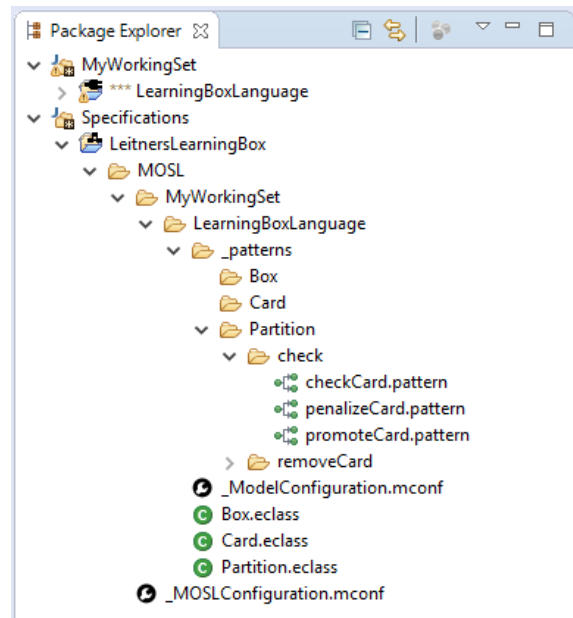 Package Explorer
MyWorkingSet
*** LearningBoxLanguage
Specifications
LeitnersLearningBox
MOSL
MyWorkingSet
LearningBoxLanguage
_patterns
Box
Card
Partition
check
checkCard.pattern
penalizeCard.pattern
promoteCard.pattern
removeCard
_ModelConfiguration.mconf
Box.eclass
Card.eclass
Partition.eclass
_MOSLConfiguration.mconf